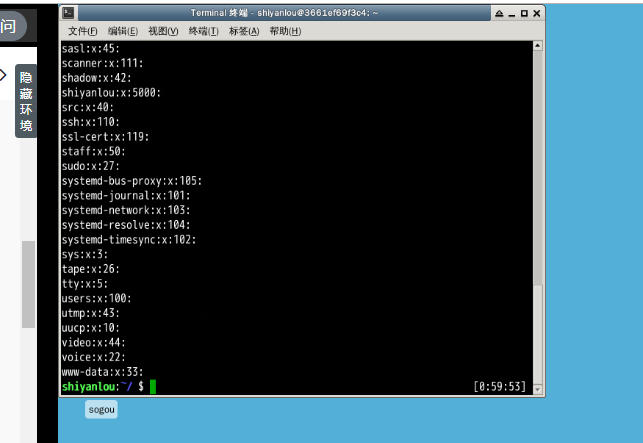 问
隐
藏
环
境
Terminal 终端 - shiyanlou@3661ef69f3c4: ~
文件(F) 编辑(E) 视图(V) 终端(T) 标签(A) 帮助(H)
sasl:x:45:
scanner:x:111:
shadow:x:42:
shiyanlou:x:5000:
src:x:40:
ssh:x:110:
ssl-cert:x:119:
staff:x:50:
sudo:x:27:
systemd-bus-proxy:x:105:
systemd-journal:x:101:
systemd-network:x:103:
systemd-resolve:x:104:
systemd-timesync:x:102:
sys:x:3:
tape:x:26:
tty:x:5:
users:x:100:
utmp:x:43:
uucp:x:10:
video:x:44:
voice:x:22:
www-data:x:33:
shiyanlou:~/ $ [0:59:53]
sogou